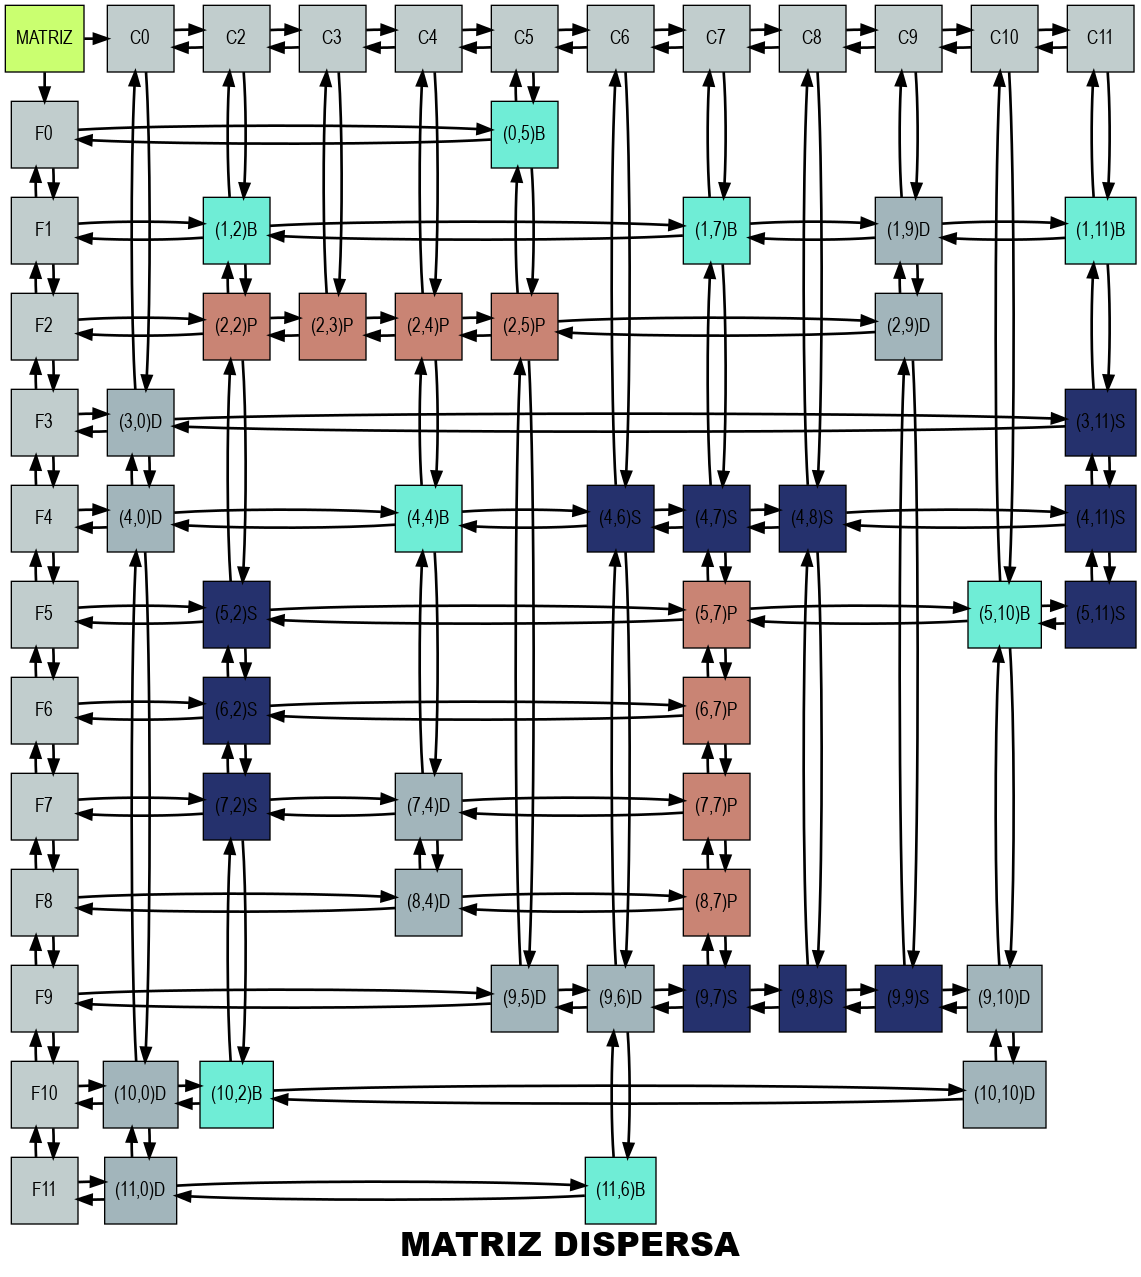 MATRIZ C0 C2 C3 C4 C5 C6 C7 C8 C9 C10 C11
F0 (0,5)B
F1 (1,2)B (1,7)B (1,9)D (1,11)B
F2 (2,2)P (2,3)P (2,4)P (2,5)P (2,9)D
F3 (3,0)D (3,11)S
F4 (4,0)D (4,4)B (4,6)S (4,7)S (4,8)S (4,11)S
F5 (5,2)S (5,7)P (5,10)B (5,11)S
F6 (6,2)S (6,7)P
F7 (7,2)S (7,4)D (7,7)P
F8 (8,4)D (8,7)P
F9 (9,5)D (9,6)D (9,7)S (9,8)S (9,9)S (9,10)D
F10 (10,0)D (10,2)B (10,10)D
F11 (11,0)D (11,6)B
MATRIZ DISPERSA